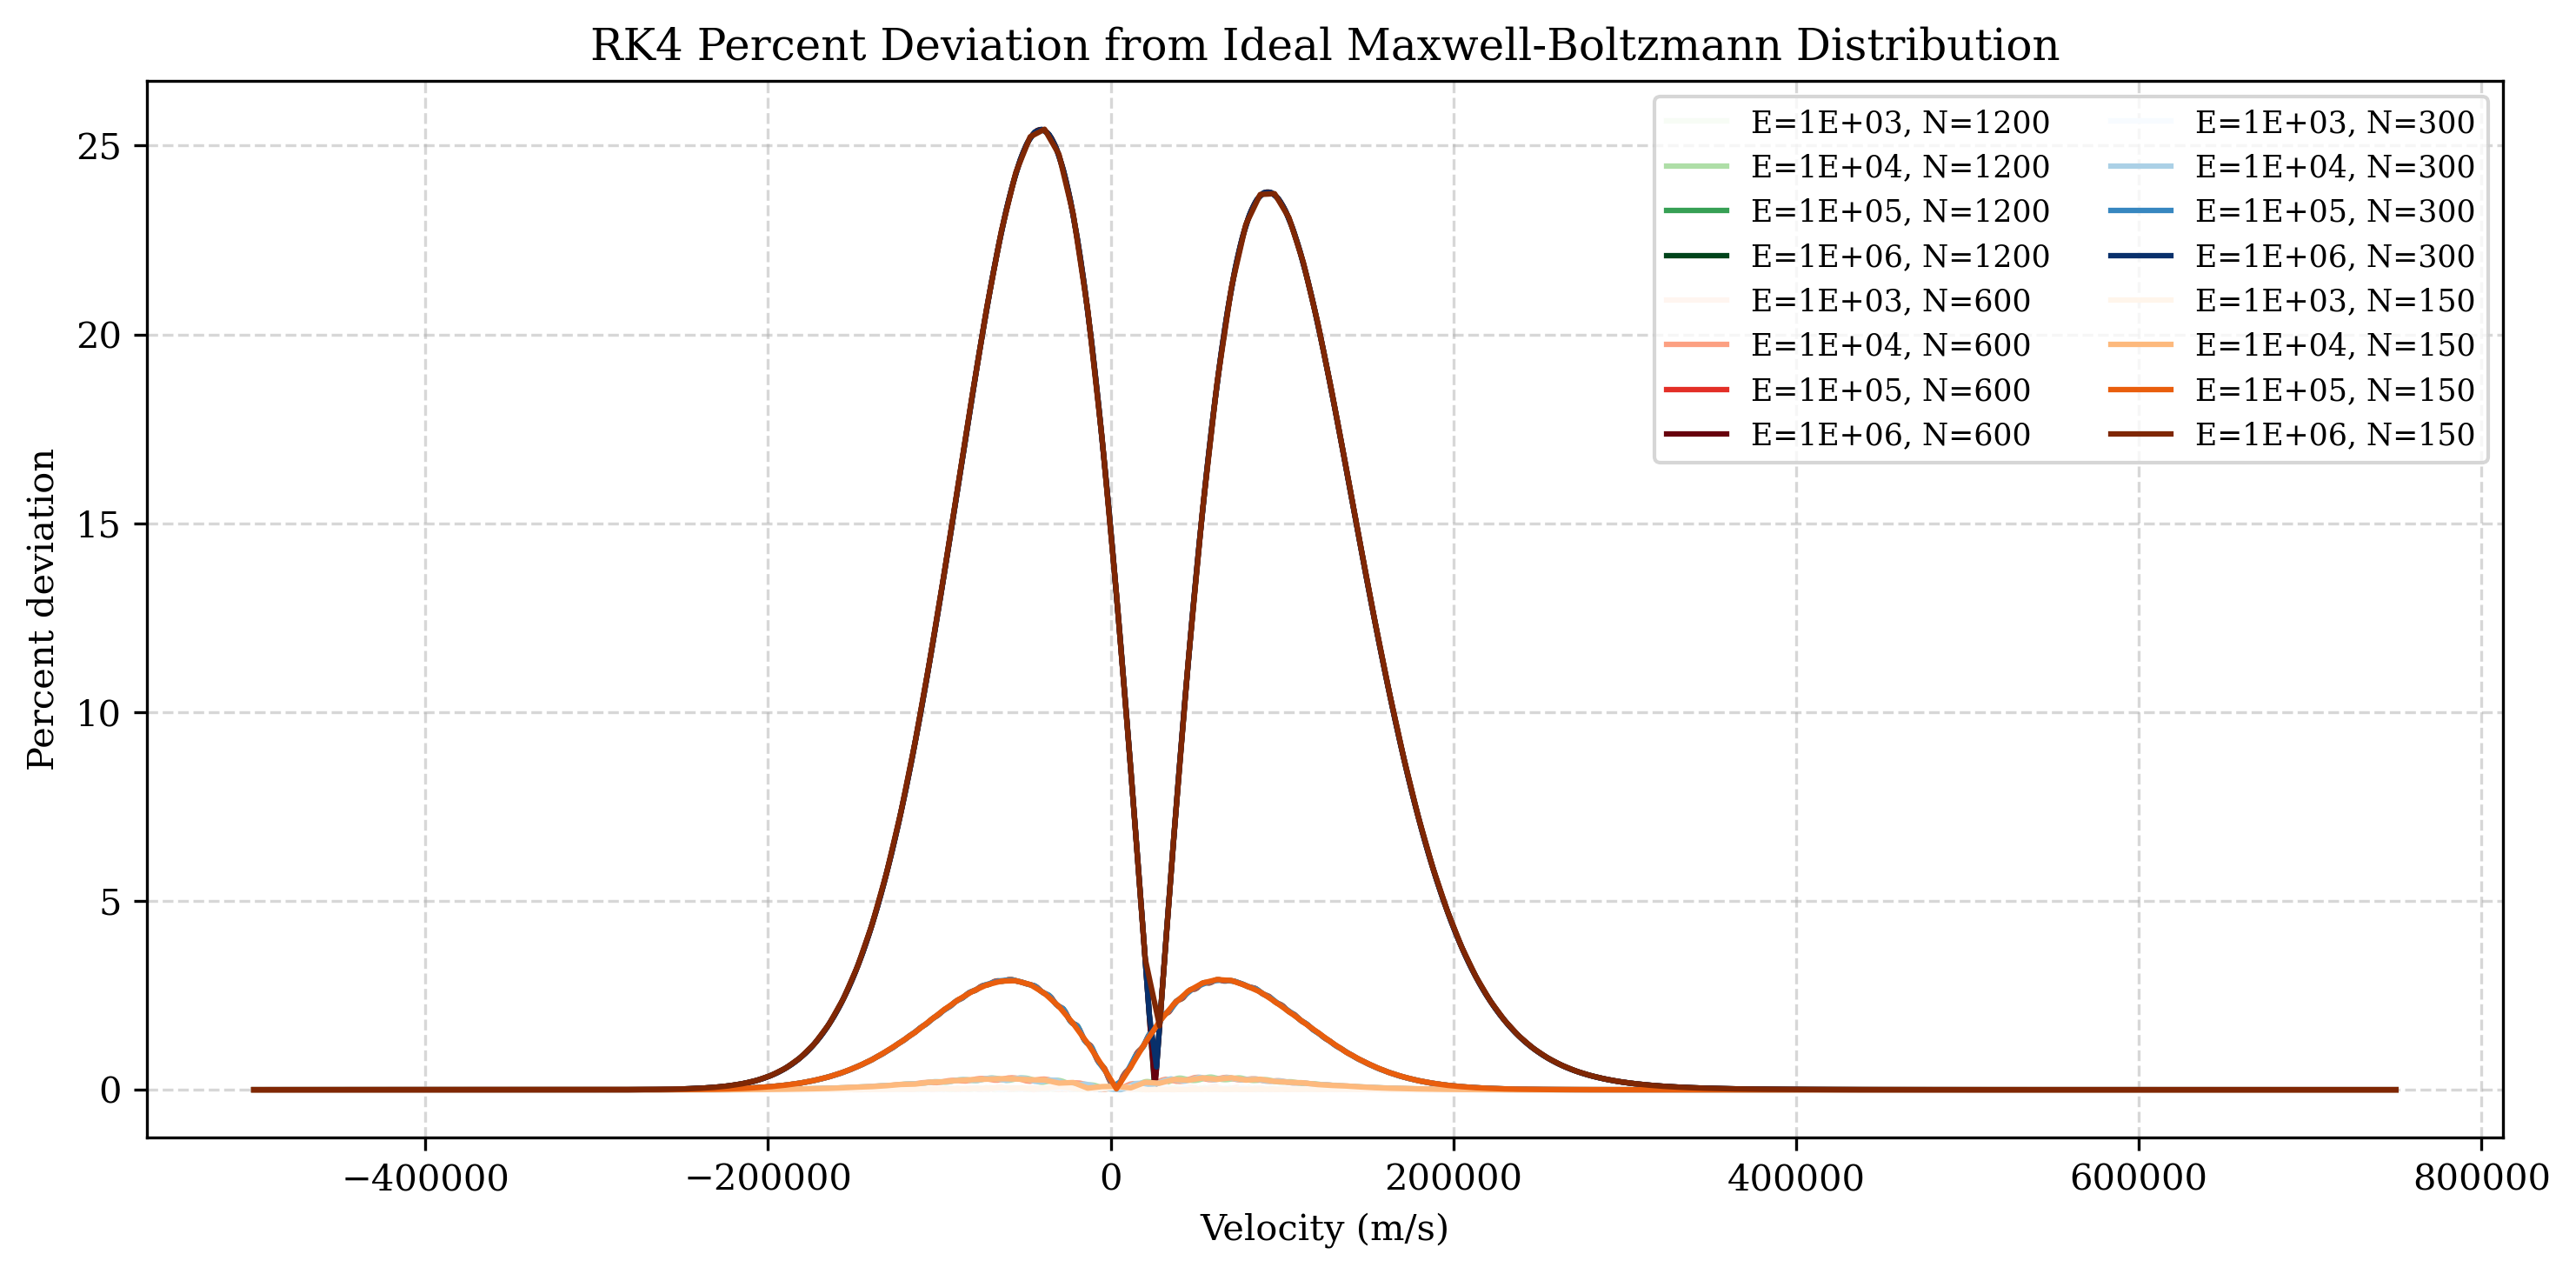 RK4 Percent Deviation from Ideal Maxwell-Boltzmann Distribution
E=1E+03, N=1200
E=1E+04, N=1200
E=1E+05, N=1200
E=1E+06, N=1200
E=1E+03, N=600
E=1E+04, N=600
E=1E+05, N=600
E=1E+06, N=600
E=1E+03, N=300
E=1E+04, N=300
E=1E+05, N=300
E=1E+06, N=300
E=1E+03, N=150
E=1E+04, N=150
E=1E+05, N=150
E=1E+06, N=150
Percent deviation
25
20
15
10
5
0
−400000
−200000
0
200000
400000
600000
800000
Velocity (m/s)